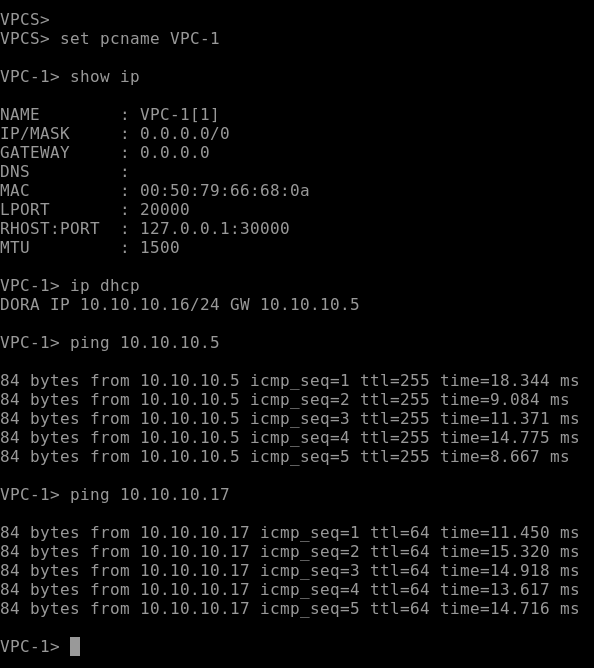 VPCS>
VPCS> set pcname VPC-1
VPC-1> show ip
NAME        : VPC-1[1]
IP/MASK     : 0.0.0.0/0
GATEWAY     : 0.0.0.0
DNS         :
MAC         : 00:50:79:66:68:0a
LPORT       : 20000
RHOST:PORT  : 127.0.0.1:30000
MTU         : 1500
VPC-1> ip dhcp
DORA IP 10.10.10.16/24 GW 10.10.10.5
VPC-1> ping 10.10.10.5
84 bytes from 10.10.10.5 icmp_seq=1 ttl=255 time=18.344 ms
84 bytes from 10.10.10.5 icmp_seq=2 ttl=255 time=9.084 ms
84 bytes from 10.10.10.5 icmp_seq=3 ttl=255 time=11.371 ms
84 bytes from 10.10.10.5 icmp_seq=4 ttl=255 time=14.775 ms
84 bytes from 10.10.10.5 icmp_seq=5 ttl=255 time=8.667 ms
VPC-1> ping 10.10.10.17
84 bytes from 10.10.10.17 icmp_seq=1 ttl=64 time=11.450 ms
84 bytes from 10.10.10.17 icmp_seq=2 ttl=64 time=15.320 ms
84 bytes from 10.10.10.17 icmp_seq=3 ttl=64 time=14.918 ms
84 bytes from 10.10.10.17 icmp_seq=4 ttl=64 time=13.617 ms
84 bytes from 10.10.10.17 icmp_seq=5 ttl=64 time=14.716 ms
VPC-1>